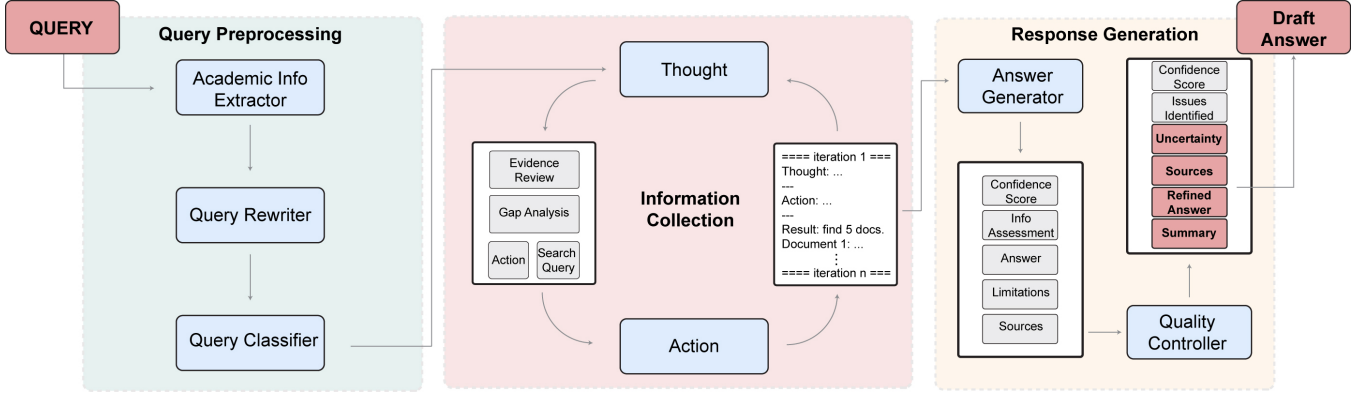 QUERY
Query Preprocessing
Academic Info
Extractor
Query Rewriter
Query Classifier
Thought
Evidence
Review
Gap Analysis
Action
Search
Query
Information
Collection
==== iteration 1 ===
Thought: ...
---
Action: ...
---
Result: find 5 docs.
Document 1: ...
⋮
==== iteration n ===
Action
Response Generation
Answer
Generator
Confidence
Score
Info
Assessment
Answer
Limitations
Sources
Quality
Controller
Confidence
Score
Issues
Identified
Uncertainty
Sources
Refined
Answer
Summary
Draft
Answer